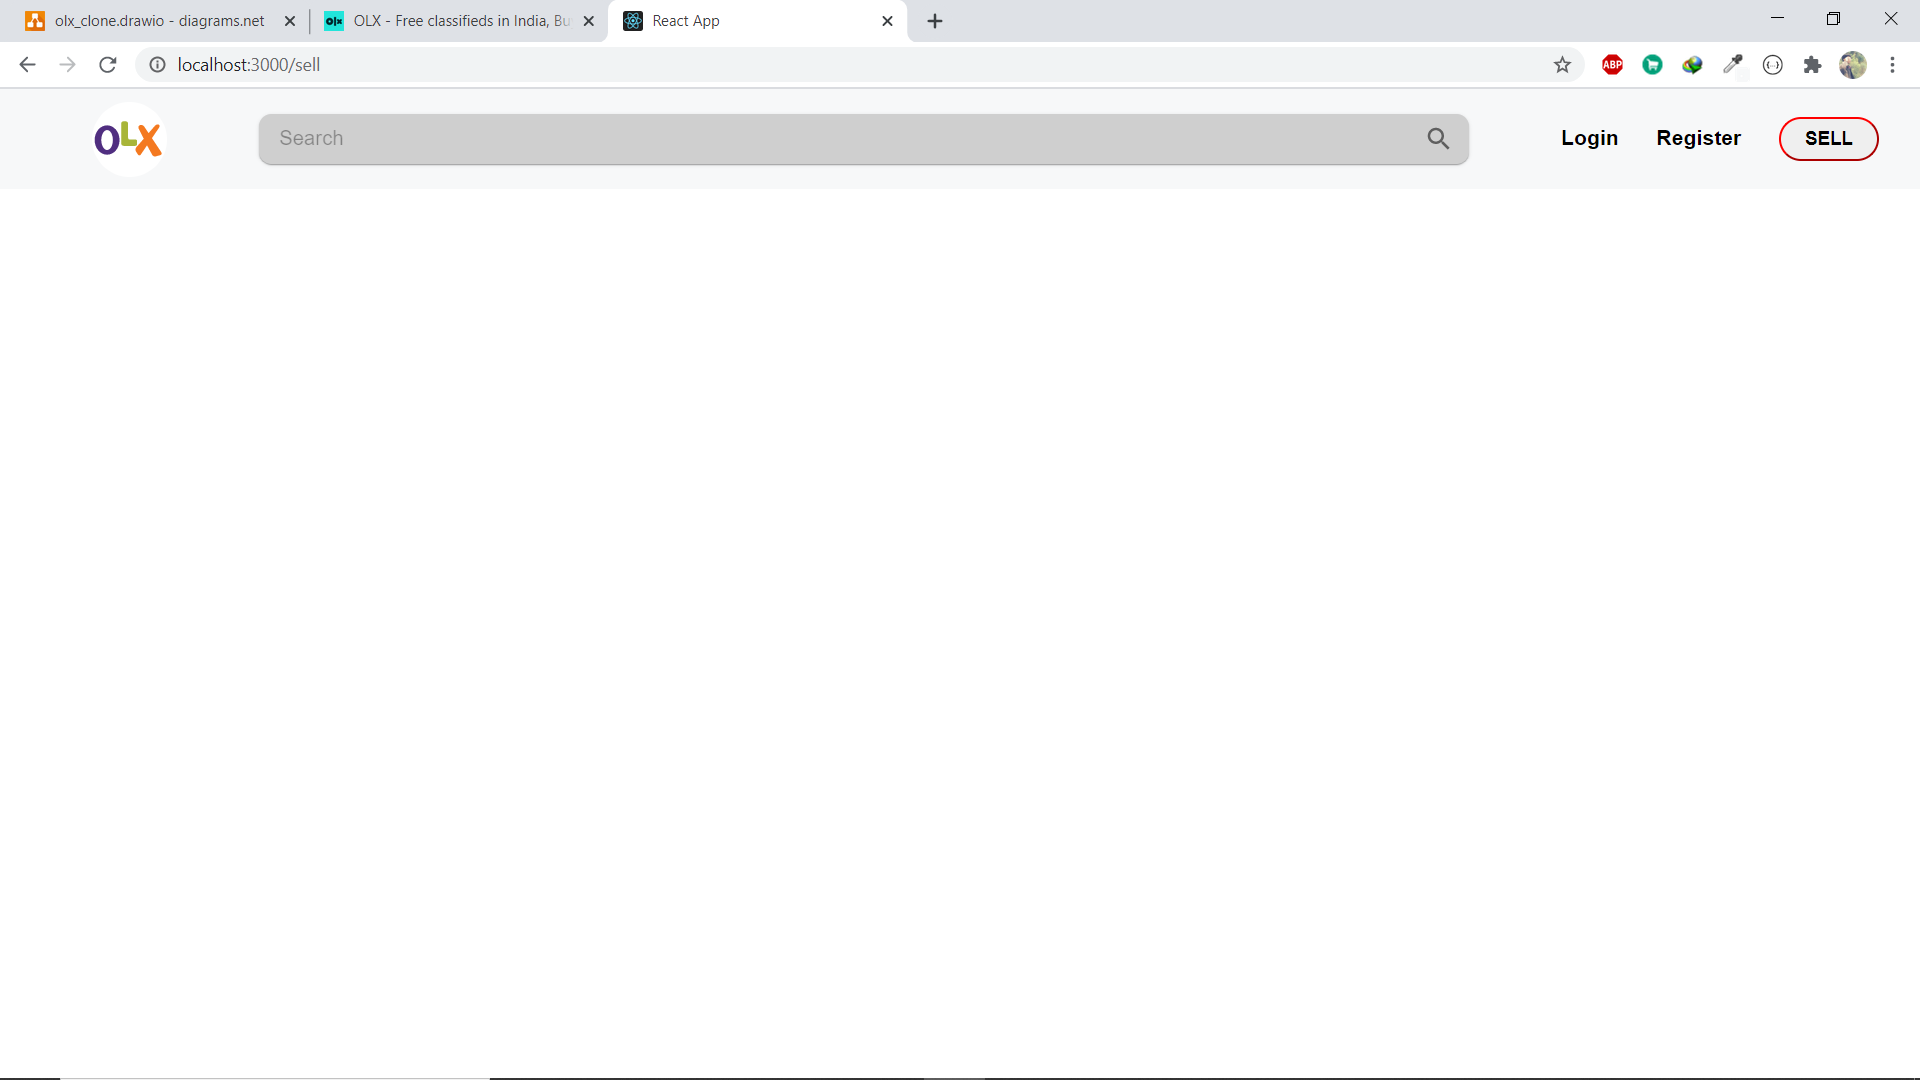 olx_clone.drawio - diagrams.net
OLX - Free classifieds in India, Bu
React App
localhost:3000/sell
ABP
OLX
Search
Login
Register
SELL